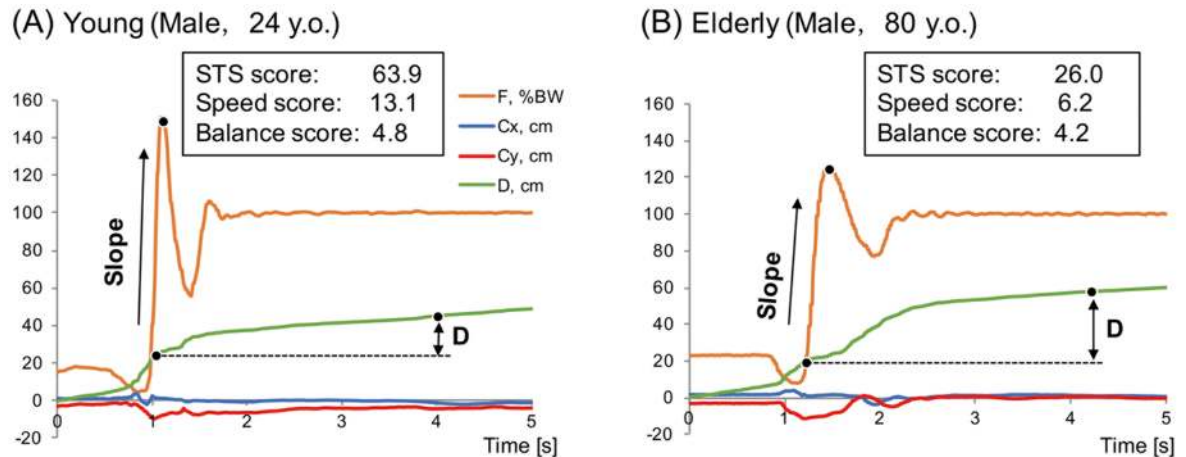 (A) Young (Male, 24 y.o.)
STS score: 63.9
Speed score: 13.1
Balance score: 4.8
F, %BW
Cx, cm
Cy, cm
D, cm
160
140
120
100
80
60
40
20
0
-20
Slope
D
0 1 2 3 4 5
Time [s]
(B) Elderly (Male, 80 y.o.)
STS score: 26.0
Speed score: 6.2
Balance score: 4.2
160
140
120
100
80
60
40
20
0
-20
Slope
D
0 1 2 3 4 5
Time [s]